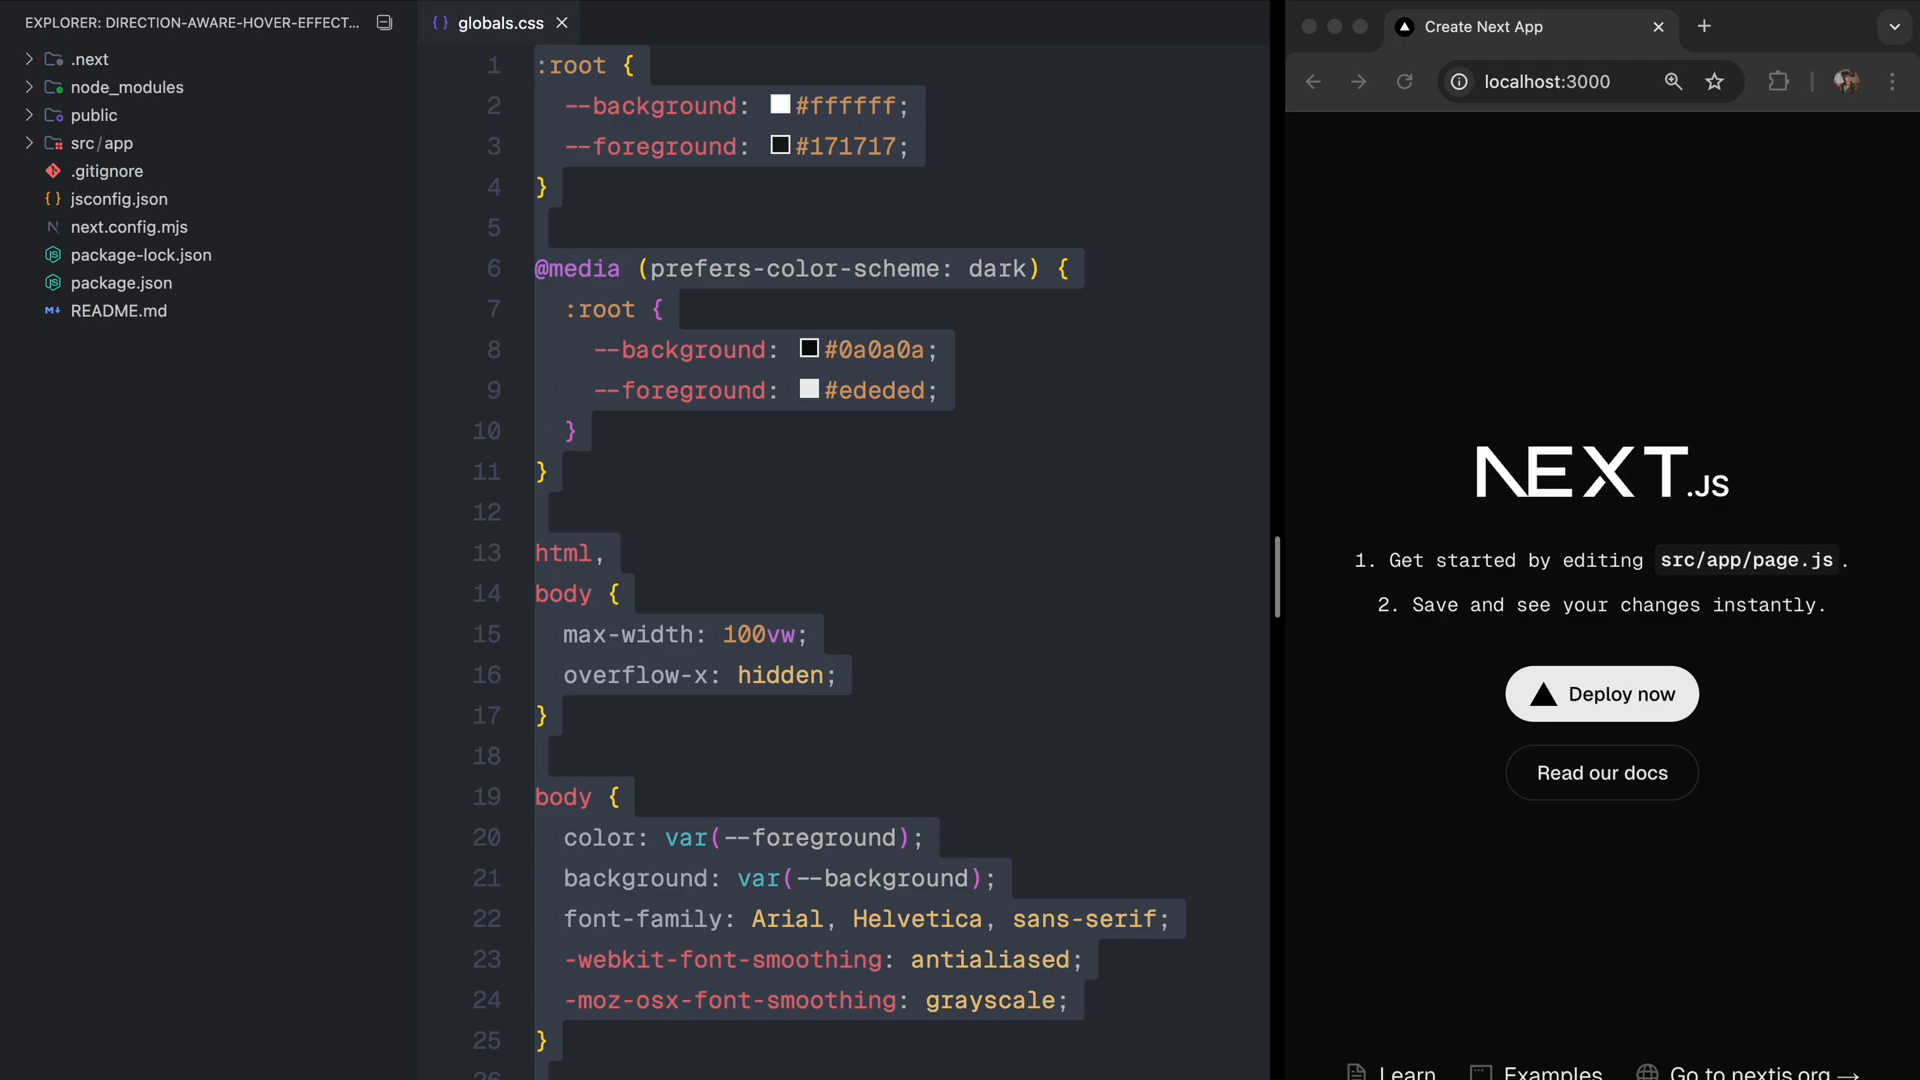 EXPLORER: DIRECTION-AWARE-HOVER-EFFECT...
.next
node_modules
public
src/app
.gitignore
{ } jsconfig.json
N next.config.mjs
JS package-lock.json
JS package.json
M↓ README.md
{ } globals.css
1 :root {
2 --background: #ffffff;
3 --foreground: #171717;
4 }
5
6 @media (prefers-color-scheme: dark) {
7 :root {
8 --background: #0a0a0a;
9 --foreground: #ededed;
10 }
11 }
12
13 html,
14 body {
15 max-width: 100vw;
16 overflow-x: hidden;
17 }
18
19 body {
20 color: var(--foreground);
21 background: var(--background);
22 font-family: Arial, Helvetica, sans-serif;
23 -webkit-font-smoothing: antialiased;
24 -moz-osx-font-smoothing: grayscale;
25 }
26
Create Next App
localhost:3000
NEXT.JS
1. Get started by editing src/app/page.js.
2. Save and see your changes instantly.
Deploy now
Read our docs
Learn Examples Go to nextjs.org →